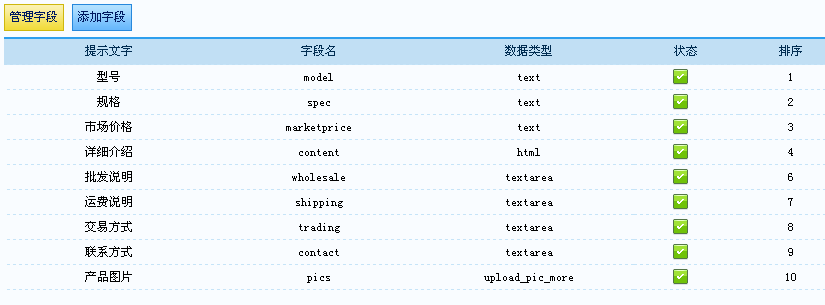 管理字段 添加字段
提示文字 字段名 数据类型 状态 排序
型号 model text 1
规格 spec text 2
市场价格 marketprice text 3
详细介绍 content html 4
批发说明 wholesale textarea 6
运费说明 shipping textarea 7
交易方式 trading textarea 8
联系方式 contact textarea 9
产品图片 pics upload_pic_more 10